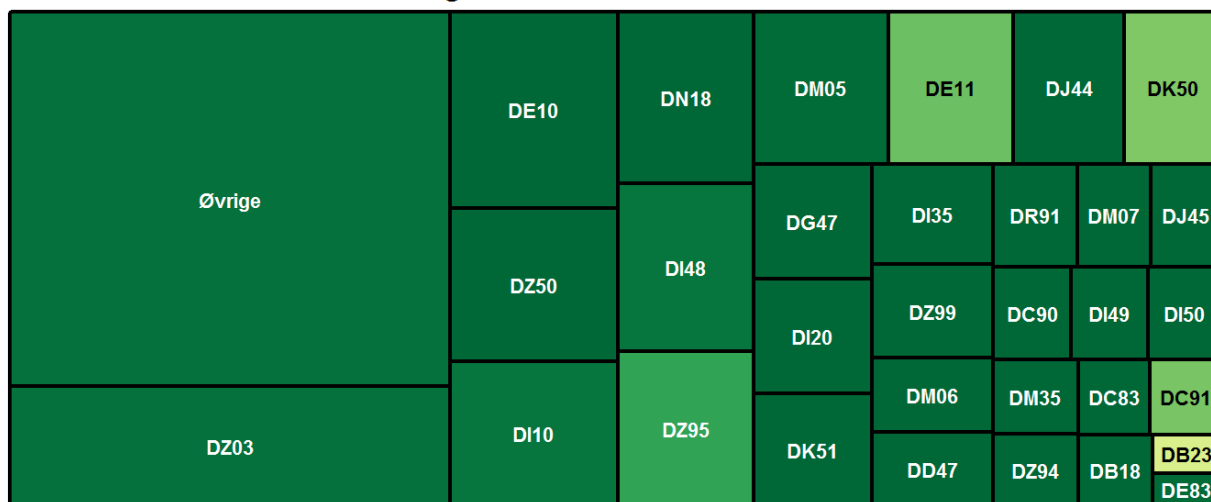 Øvrige
DZ03
DE10
DZ50
DI10
DN18
DI48
DZ95
DM05
DE11
DJ44
DK50
DG47
DI20
DK51
DI35
DZ99
DM06
DD47
DR91
DM07
DJ45
DC90
DI49
DI50
DM35
DC83
DC91
DZ94
DB18
DB23
DE83